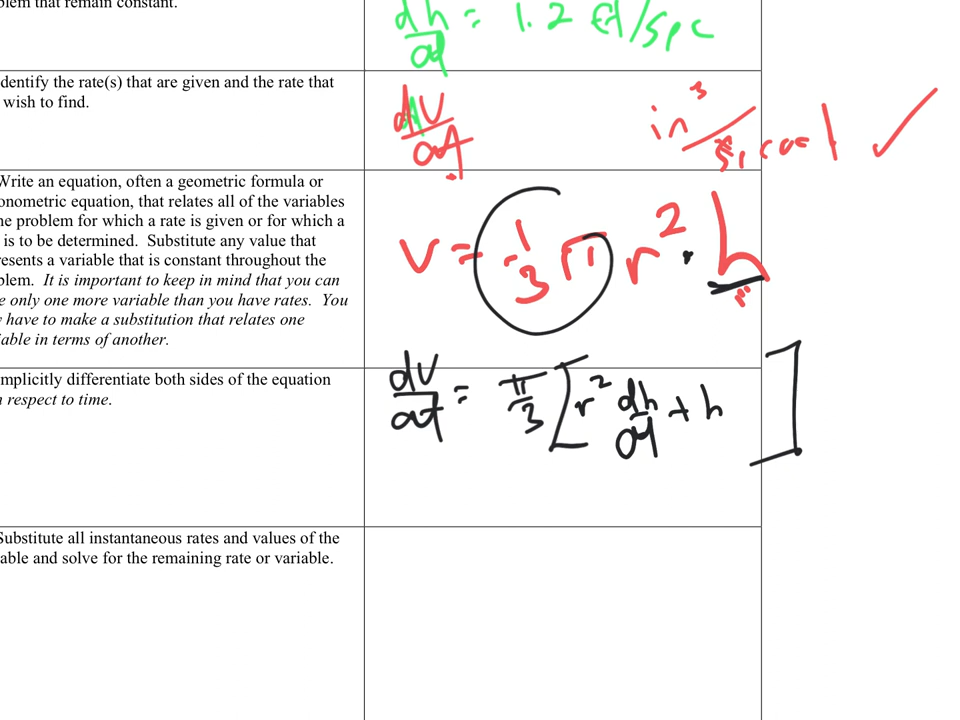 blem that remain constant.
dh/dt = 1.2 ft/sec
dentify the rate(s) that are given and the rate that
wish to find.
dV/dt in³/second ✓
Write an equation, often a geometric formula or
onometric equation, that relates all of the variables
ne problem for which a rate is given or for which a
is to be determined. Substitute any value that
resents a variable that is constant throughout the
blem. It is important to keep in mind that you can
e only one more variable than you have rates. You
y have to make a substitution that relates one
iable in terms of another.
V = 1/3 π r² · h
mplicitly differentiate both sides of the equation
n respect to time.
dV/dt = π/3 [ r² dh/dt + h ]
Substitute all instantaneous rates and values of the
able and solve for the remaining rate or variable.